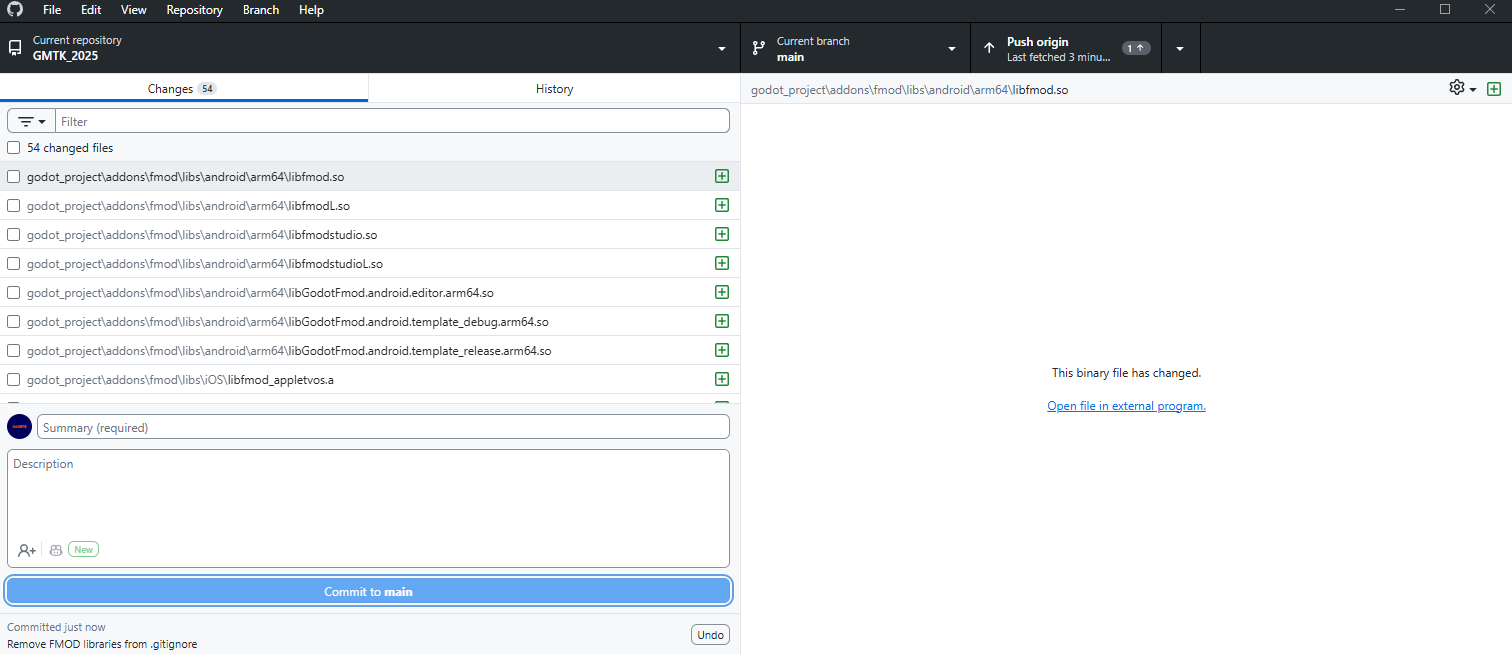 File Edit View Repository Branch Help
Current repository
GMTK_2025
Current branch
main
Push origin
Last fetched 3 minu...
1
Changes 54
History
Filter
54 changed files
godot_project\addons\fmod\libs\android\arm64\libfmod.so
godot_project\addons\fmod\libs\android\arm64\libfmodL.so
godot_project\addons\fmod\libs\android\arm64\libfmodstudio.so
godot_project\addons\fmod\libs\android\arm64\libfmodstudioL.so
godot_project\addons\fmod\libs\android\arm64\libGodotFmod.android.editor.arm64.so
godot_project\addons\fmod\libs\android\arm64\libGodotFmod.android.template_debug.arm64.so
godot_project\addons\fmod\libs\android\arm64\libGodotFmod.android.template_release.arm64.so
godot_project\addons\fmod\libs\iOS\libfmod_appletvos.a
Summary (required)
Description
New
Commit to main
Committed just now
Remove FMOD libraries from .gitignore
Undo
godot_project\addons\fmod\libs\android\arm64\libfmod.so
This binary file has changed.
Open file in external program.